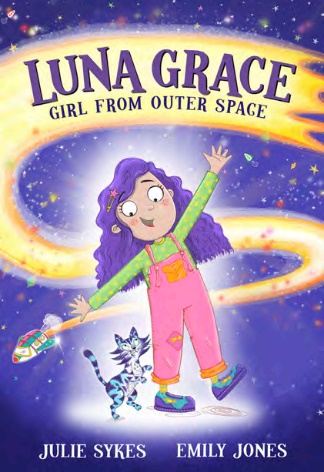 LUNA GRACE
GIRL FROM OUTER SPACE
JULIE SYKES EMILY JONES